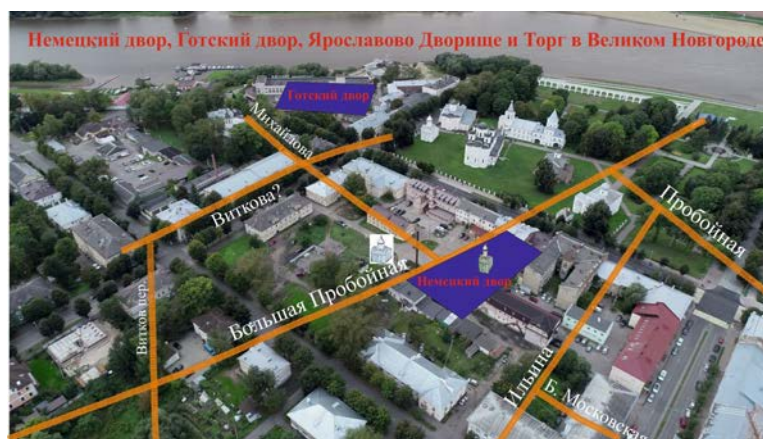 Немецкий двор, Готский двор, Ярославово Дворище и Торг в Великом Новгороде
Готский двор
Михайлова
Виткова?
Пробойная
Большая Пробойная
Немецкий двор
Витков пер.
Ильина
Б. Московская